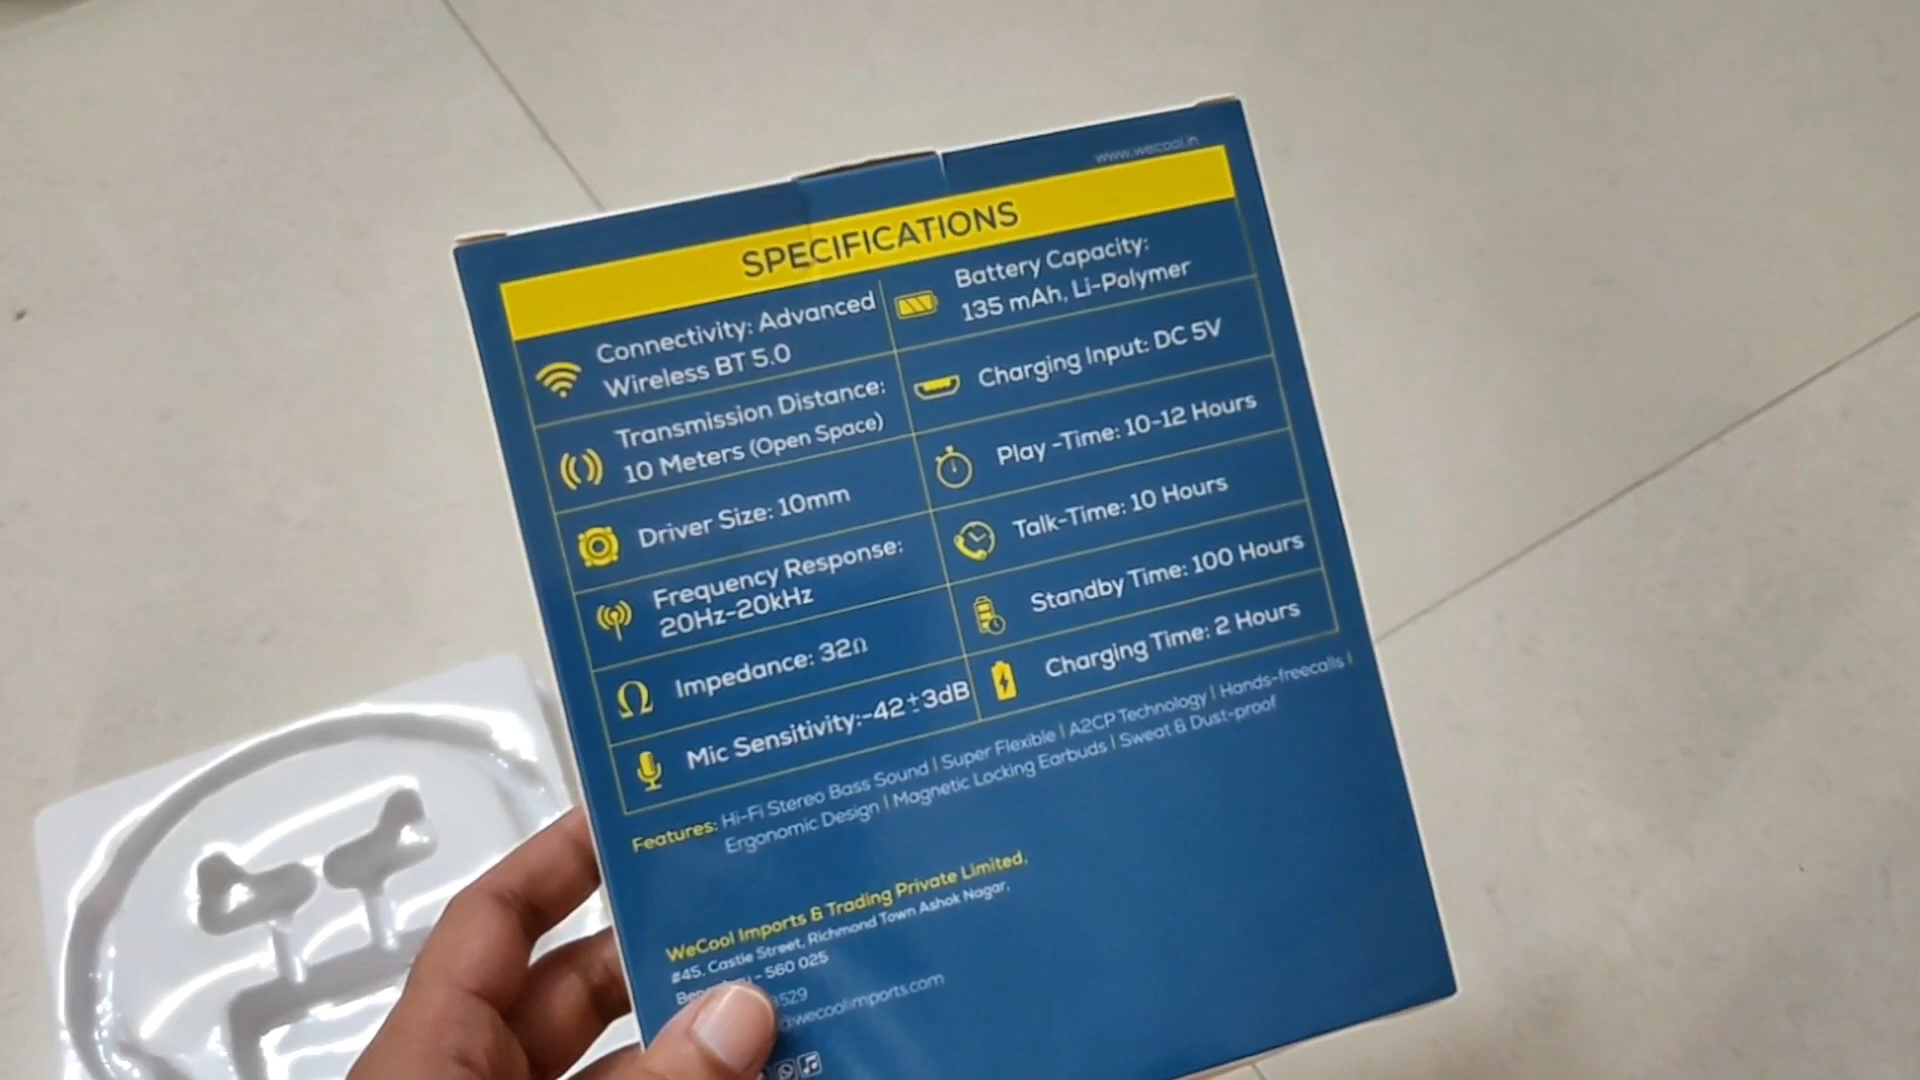 www.wecool.in
SPECIFICATIONS
Connectivity: Advanced
Wireless BT 5.0
Transmission Distance:
10 Meters (Open Space)
Driver Size: 10mm
Frequency Response:
20Hz-20kHz
Impedance: 32Ω
Mic Sensitivity:-42±3dB
Battery Capacity:
135 mAh, Li-Polymer
Charging Input: DC 5V
Play -Time: 10-12 Hours
Talk-Time: 10 Hours
Standby Time: 100 Hours
Charging Time: 2 Hours
Features: Hi-Fi Stereo Bass Sound | Super Flexible | A2CP Technology | Hands-freecalls |
Ergonomic Design | Magnetic Locking Earbuds | Sweat & Dust-proof
WeCool Imports & Trading Private Limited,
#45, Castle Street, Richmond Town Ashok Nagar,
- 560 025
3529
@wecoolimports.com